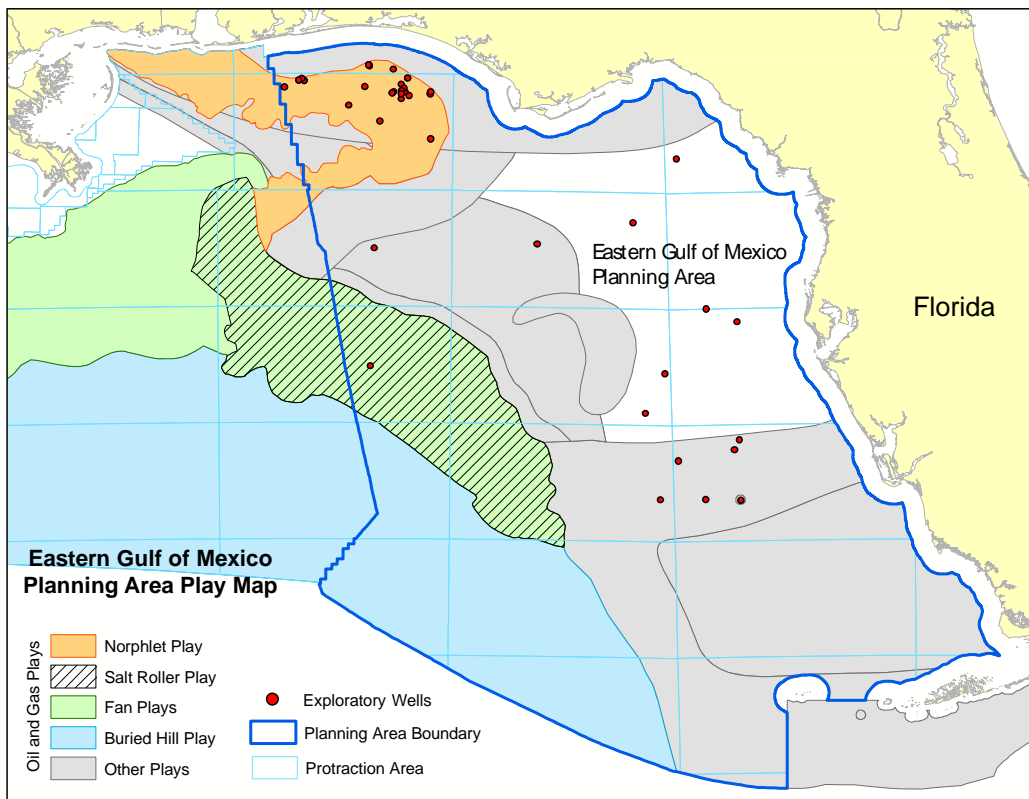 Eastern Gulf of Mexico
Planning Area
Florida
Eastern Gulf of Mexico
Planning Area Play Map
Oil and Gas Plays
Norphlet Play
Salt Roller Play
Fan Plays
Buried Hill Play
Other Plays
Exploratory Wells
Planning Area Boundary
Protraction Area